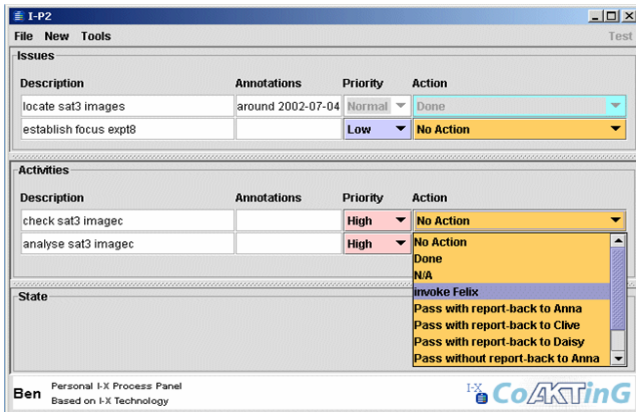 I-P2
File New Tools Test
Issues
Description Annotations Priority Action
locate sat3 images around 2002-07-04 Normal Done
establish focus expt8 Low No Action
Activities
Description Annotations Priority Action
check sat3 imagec High No Action
analyse sat3 imagec High
No Action
Done
N/A
invoke Felix
Pass with report-back to Anna
Pass with report-back to Clive
Pass with report-back to Daisy
Pass without report-back to Anna
State
Ben Personal I-X Process Panel
Based on I-X Technology
I-X CoAKTinG